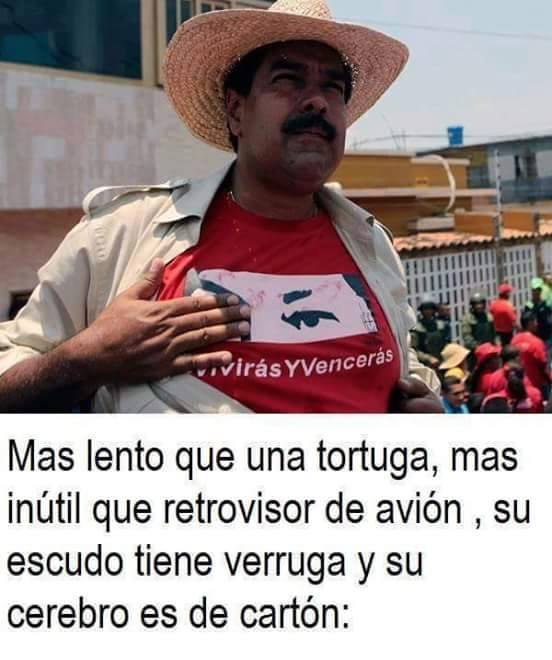 VivirásYVencerás
Mas lento que una tortuga, mas
inútil que retrovisor de avión , su
escudo tiene verruga y su
cerebro es de cartón: